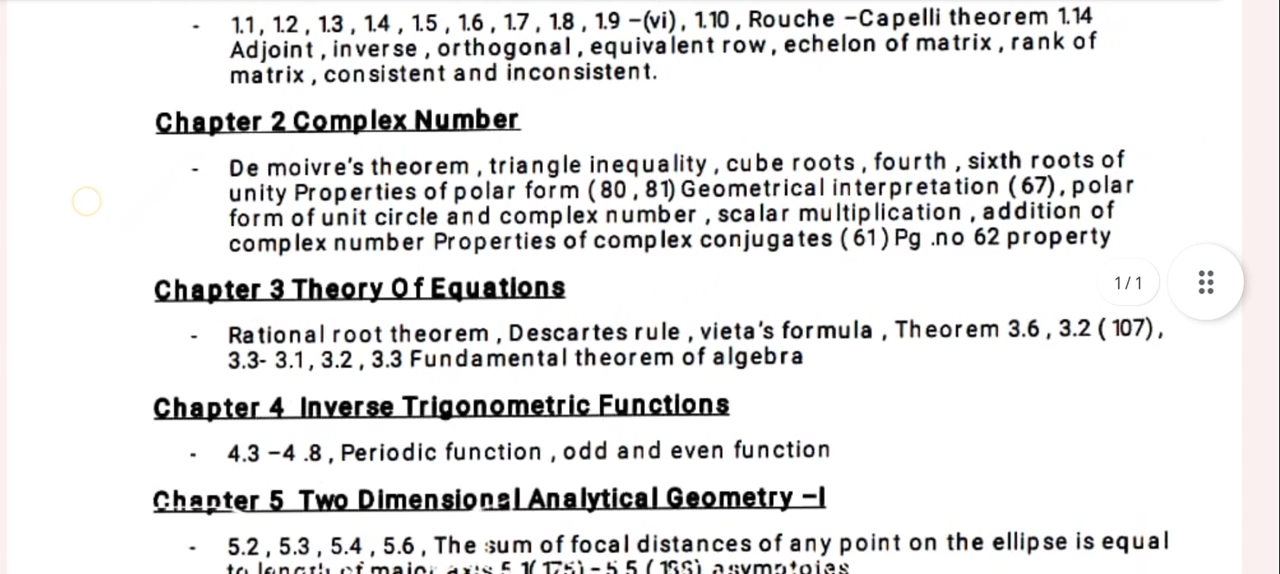 - 1.1, 1.2, 1.3, 1.4, 1.5, 1.6, 1.7, 1.8, 1.9 –(vi), 1.10, Rouche –Capelli theorem 1.14
Adjoint, inverse, orthogonal, equivalent row, echelon of matrix, rank of
matrix, consistent and inconsistent.
Chapter 2 Complex Number
- De moivre's theorem, triangle inequality, cube roots, fourth, sixth roots of
unity Properties of polar form (80, 81) Geometrical interpretation (67), polar
form of unit circle and complex number, scalar multiplication, addition of
complex number Properties of complex conjugates (61) Pg .no 62 property
1/1
Chapter 3 Theory Of Equations
- Rational root theorem, Descartes rule, vieta's formula, Theorem 3.6, 3.2 (107),
3.3- 3.1, 3.2, 3.3 Fundamental theorem of algebra
Chapter 4 Inverse Trigonometric Functions
- 4.3 –4 .8, Periodic function, odd and even function
Chapter 5 Two Dimensional Analytical Geometry –I
- 5.2, 5.3, 5.4, 5.6, The sum of focal distances of any point on the ellipse is equal
to length of major axis